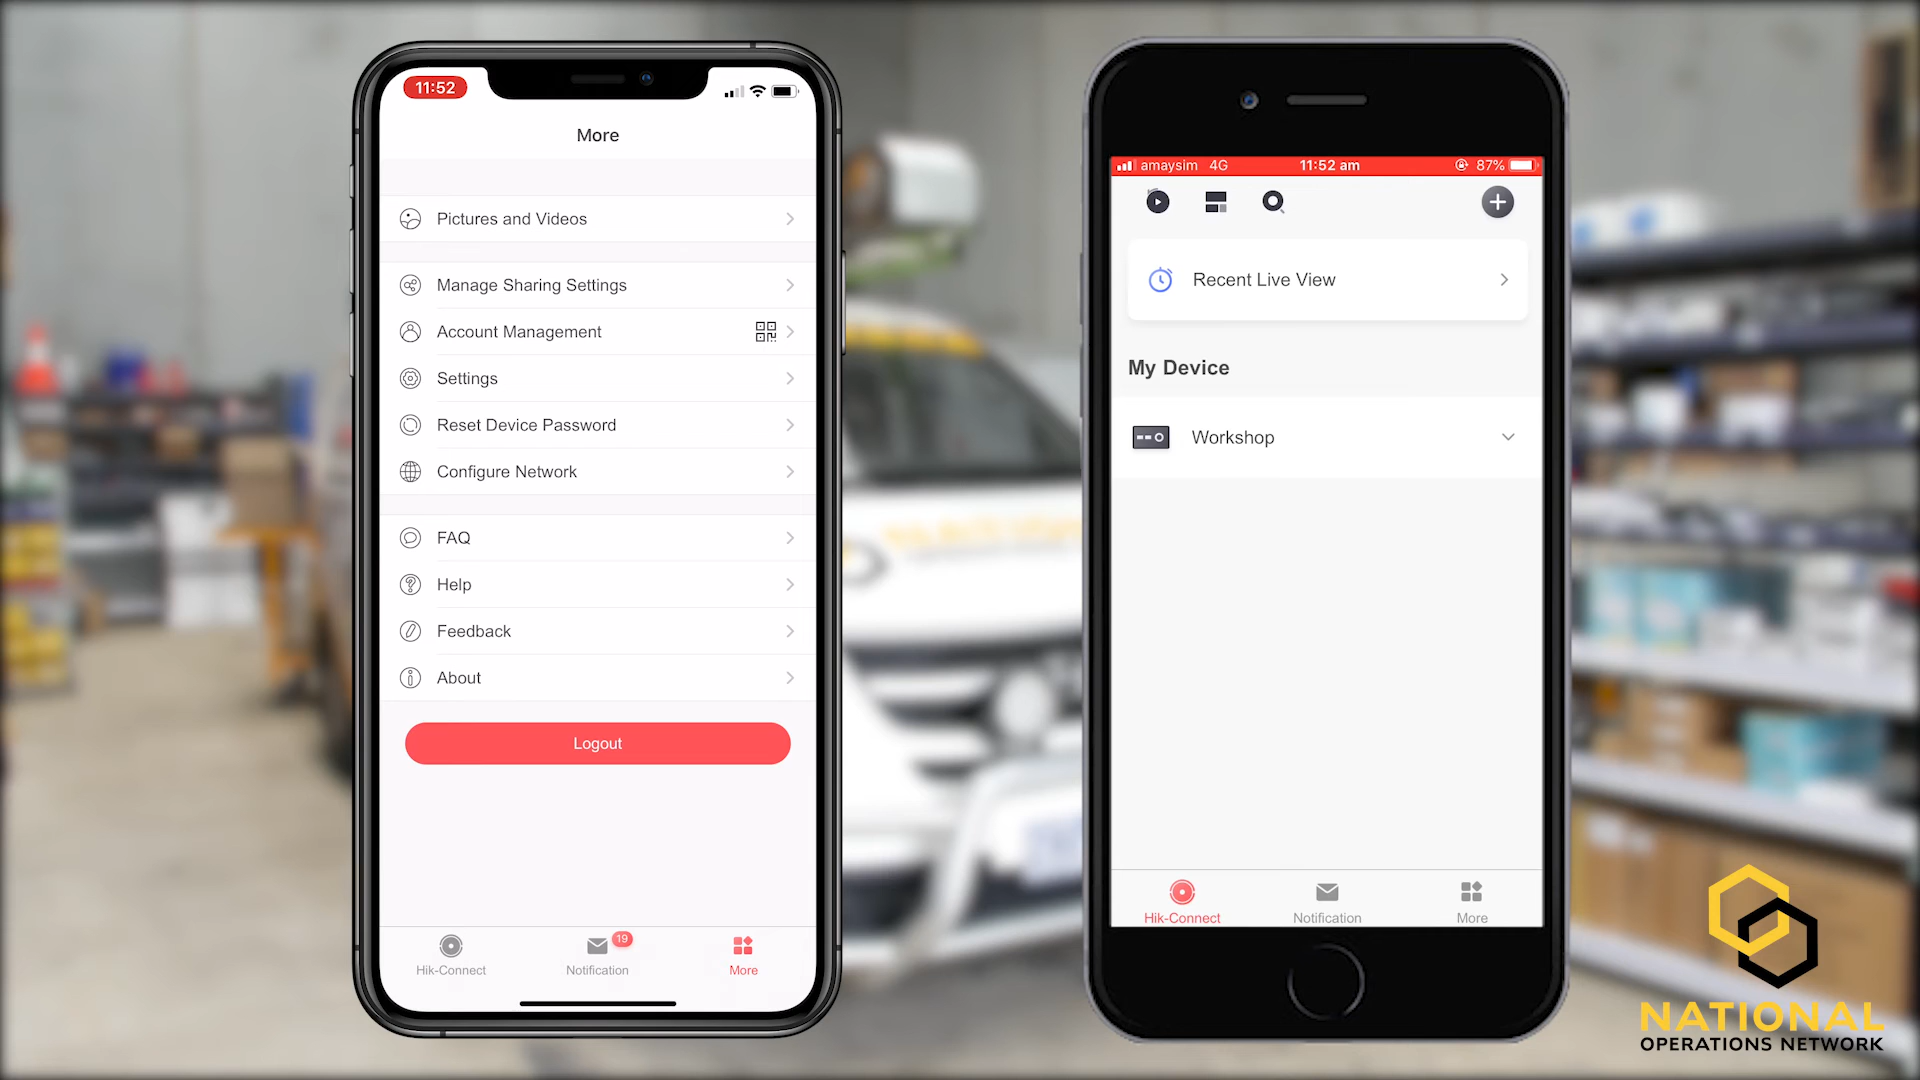 11:52
More
Pictures and Videos
Manage Sharing Settings
Account Management
Settings
Reset Device Password
Configure Network
FAQ
Help
Feedback
About
Logout
Hik-Connect
Notification
19
More
amaysim 4G
11:52 am
87%
Recent Live View
My Device
Workshop
Hik-Connect
Notification
More
NATIONAL
OPERATIONS NETWORK